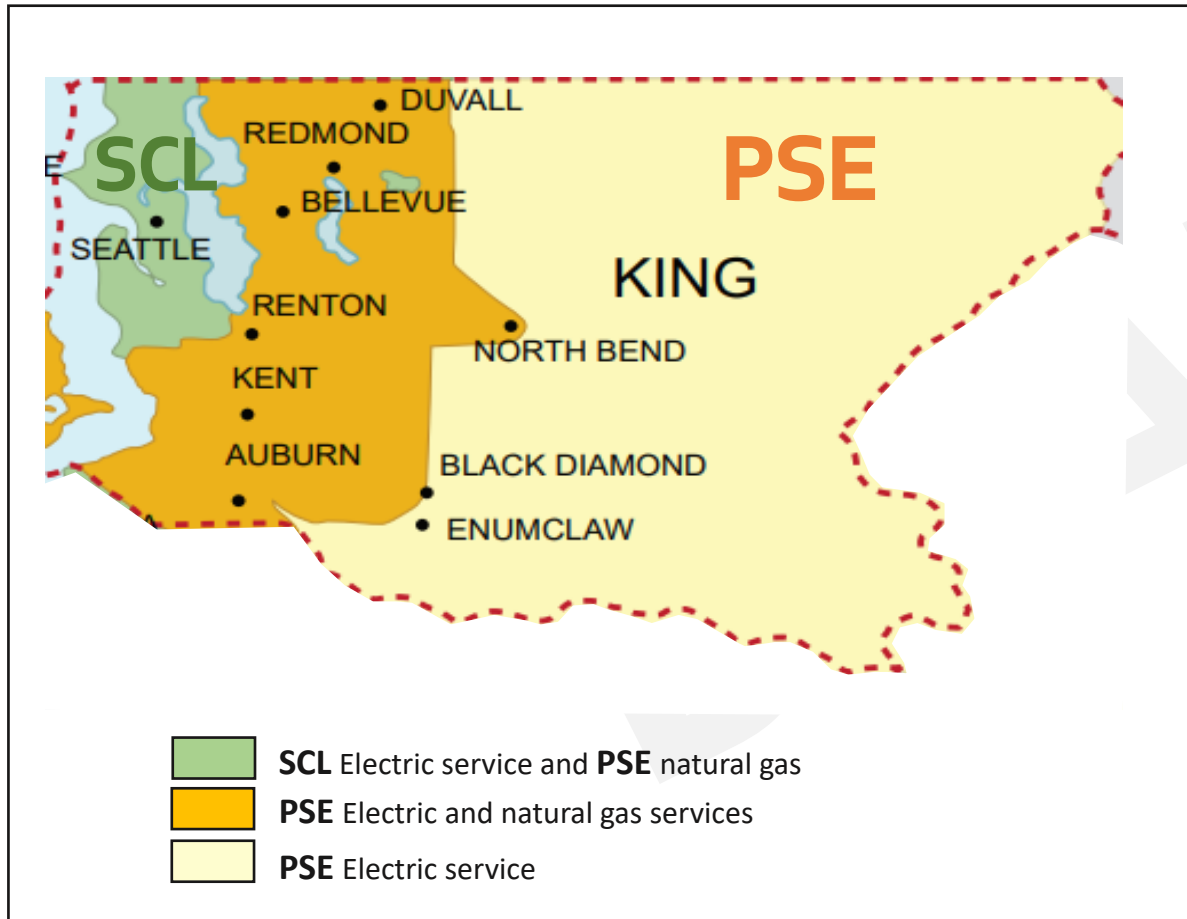 DUVALL
REDMOND
SCL
PSE
BELLEVUE
SEATTLE
KING
RENTON
NORTH BEND
KENT
AUBURN
BLACK DIAMOND
ENUMCLAW
SCL Electric service and PSE natural gas
PSE Electric and natural gas services
PSE Electric service